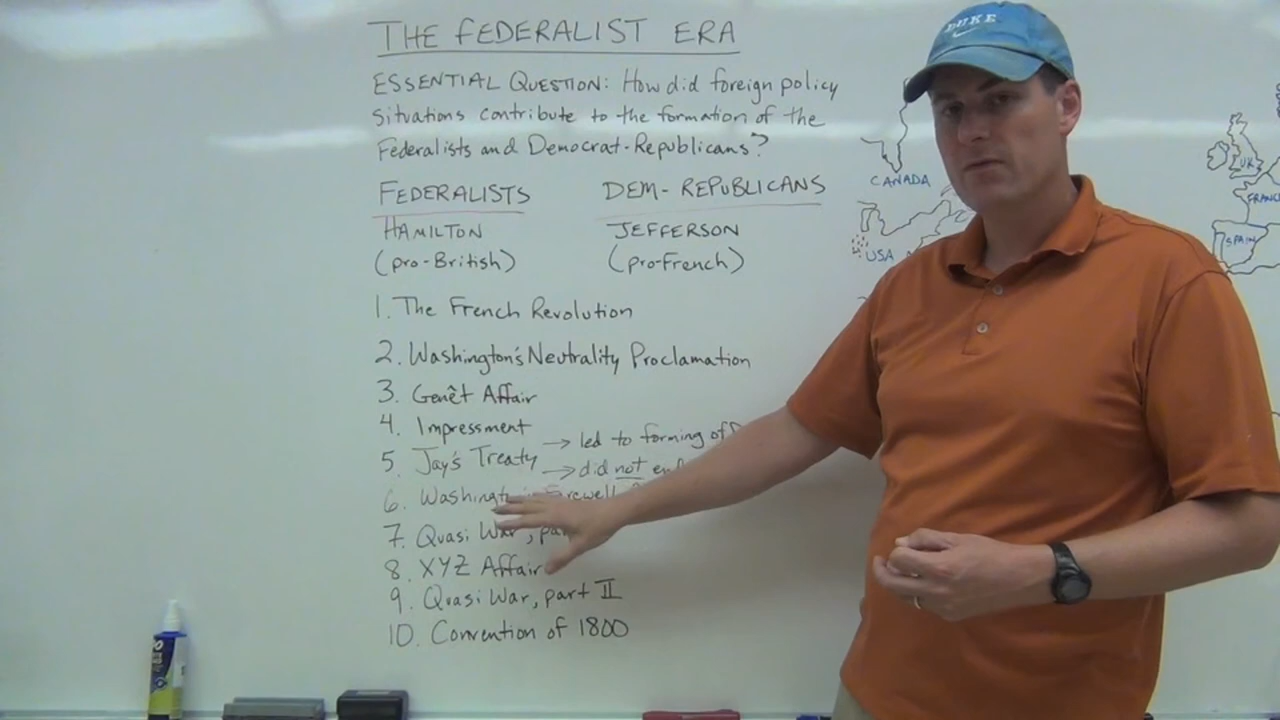 THE FEDERALIST ERA
ESSENTIAL QUESTION: How did foreign policy
situations contribute to the formation of the
Federalists and Democrat-Republicans?
FEDERALISTS DEM-REPUBLICANS
HAMILTON JEFFERSON
(pro-British) (pro-French)
1. The French Revolution
2. Washington's Neutrality Proclamation
3. Genêt Affair
4. Impressment
5. Jay's Treaty → led to forming of
→ did not
6.
7. Quasi War,
8. XYZ Affair
9. Quasi War, part II
10. Convention of 1800
DUKE
CANADA
USA
UK
FRANCE
SPAIN